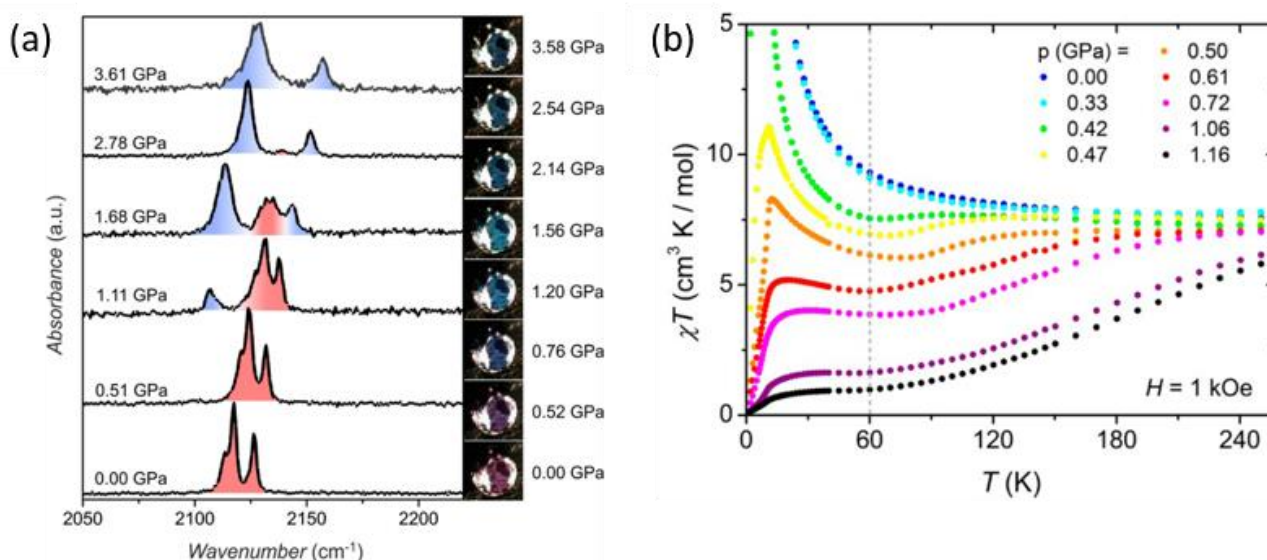 (a)
3.61 GPa
2.78 GPa
1.68 GPa
1.11 GPa
0.51 GPa
0.00 GPa
Absorbance (a.u.)
2050 2100 2150 2200
Wavenumber (cm⁻¹)
3.58 GPa
2.54 GPa
2.14 GPa
1.56 GPa
1.20 GPa
0.76 GPa
0.52 GPa
0.00 GPa
(b)
p (GPa) =
0.00
0.33
0.42
0.47
0.50
0.61
0.72
1.06
1.16
H = 1 kOe
χT (cm³ K / mol)
15
10
5
0
0 60 120 180 240
T (K)